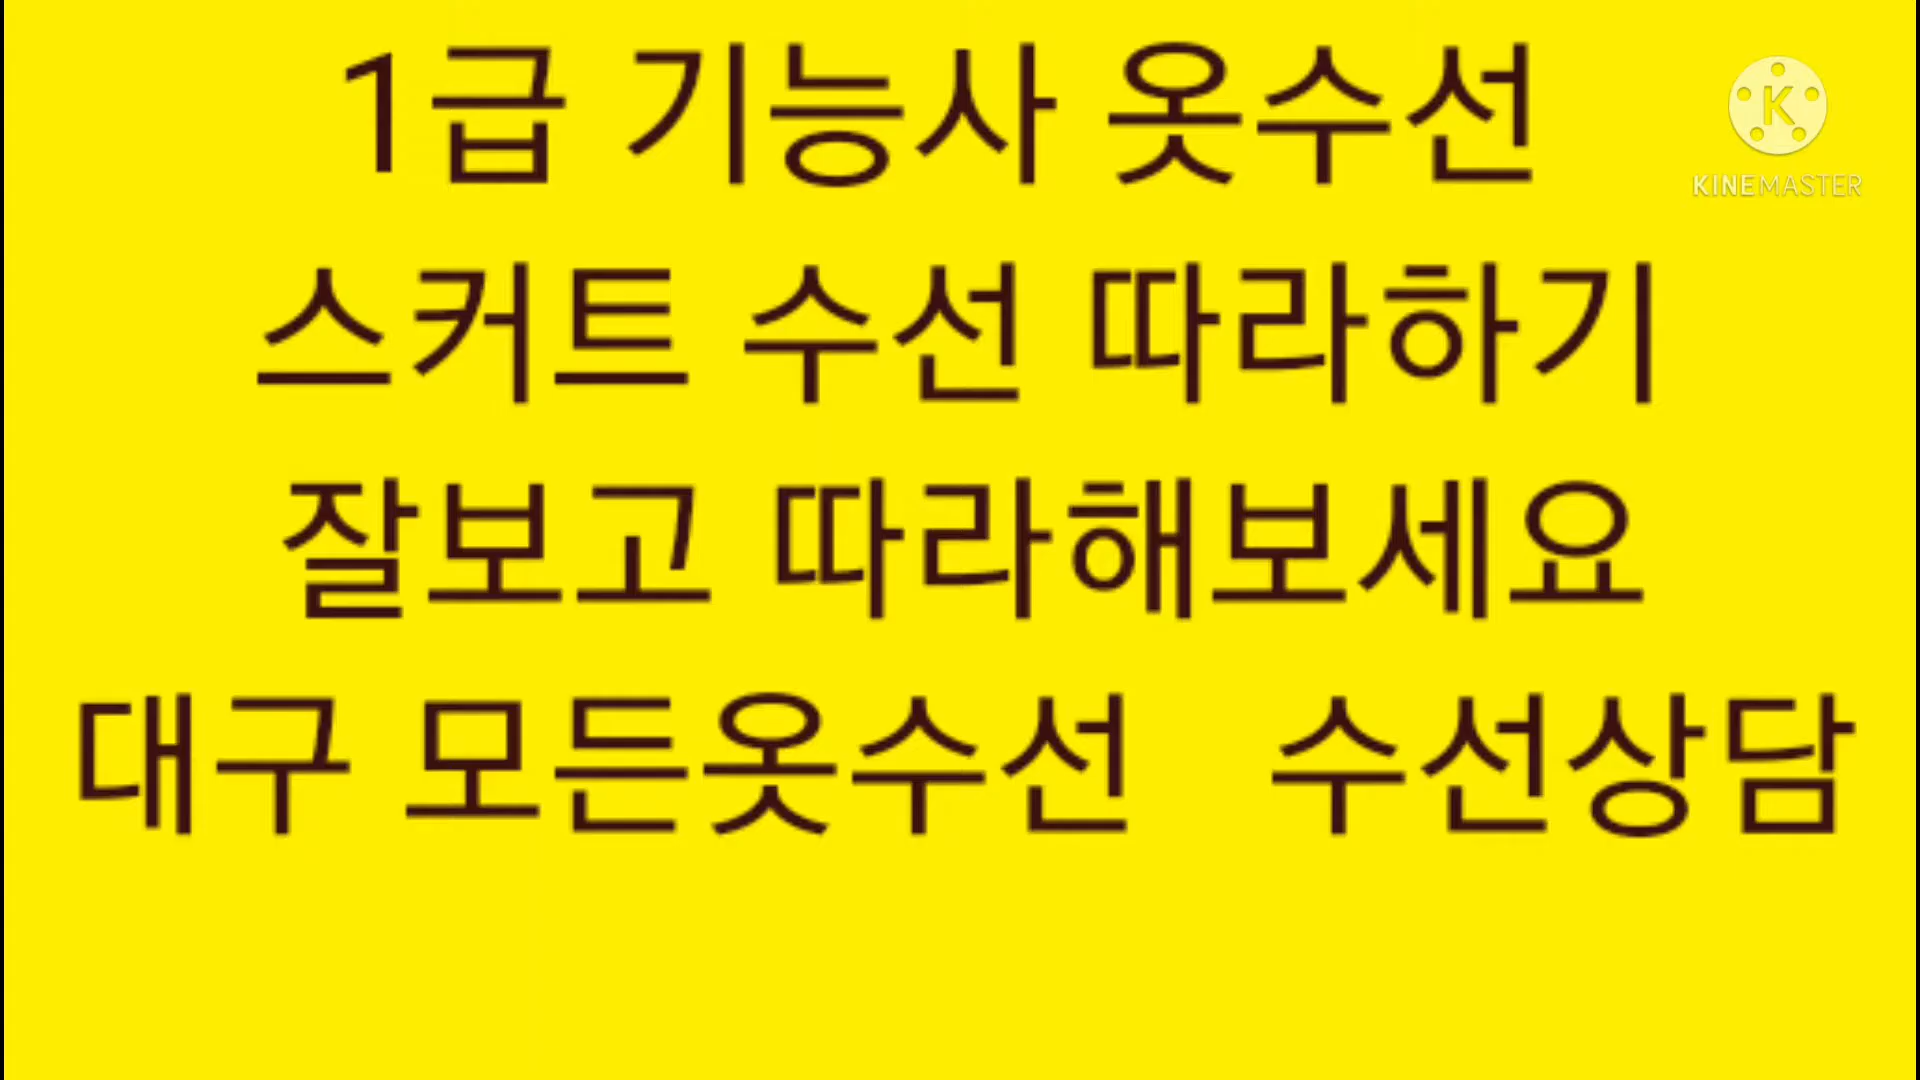 1급 기능사 옷수선
스커트 수선 따라하기
잘보고 따라해보세요
대구 모든옷수선 수선상담
K
KINEMASTER